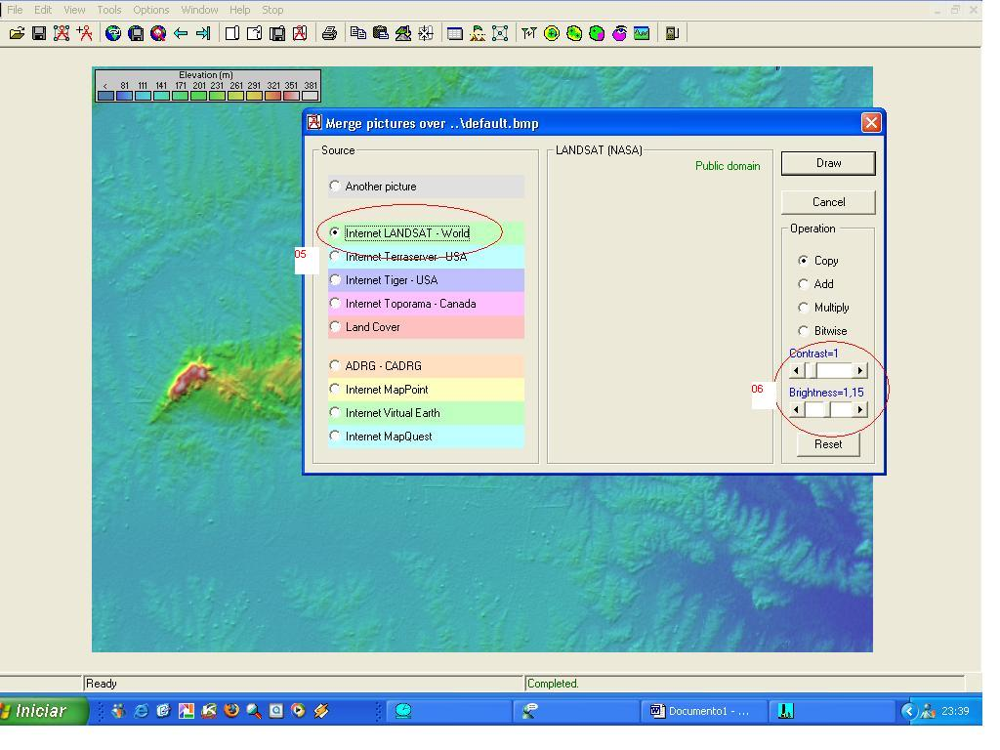 File Edit View Tools Options Window Help Stop
Elevation (m)
< 81 111 141 171 201 231 261 291 321 351 381
Merge pictures over ..\default.bmp
Source
Another picture
Internet LANDSAT - World
05
Internet Terraserver - USA
Internet Tiger - USA
Internet Toporama - Canada
Land Cover
ADRG - CADRG
Internet MapPoint
Internet Virtual Earth
Internet MapQuest
LANDSAT (NASA)
Public domain
Draw
Cancel
Operation
Copy
Add
Multiply
Bitwise
Contrast=1
06
Brightness=1,15
Reset
Ready
Completed.
Iniciar
Documento1 - ...
23:39